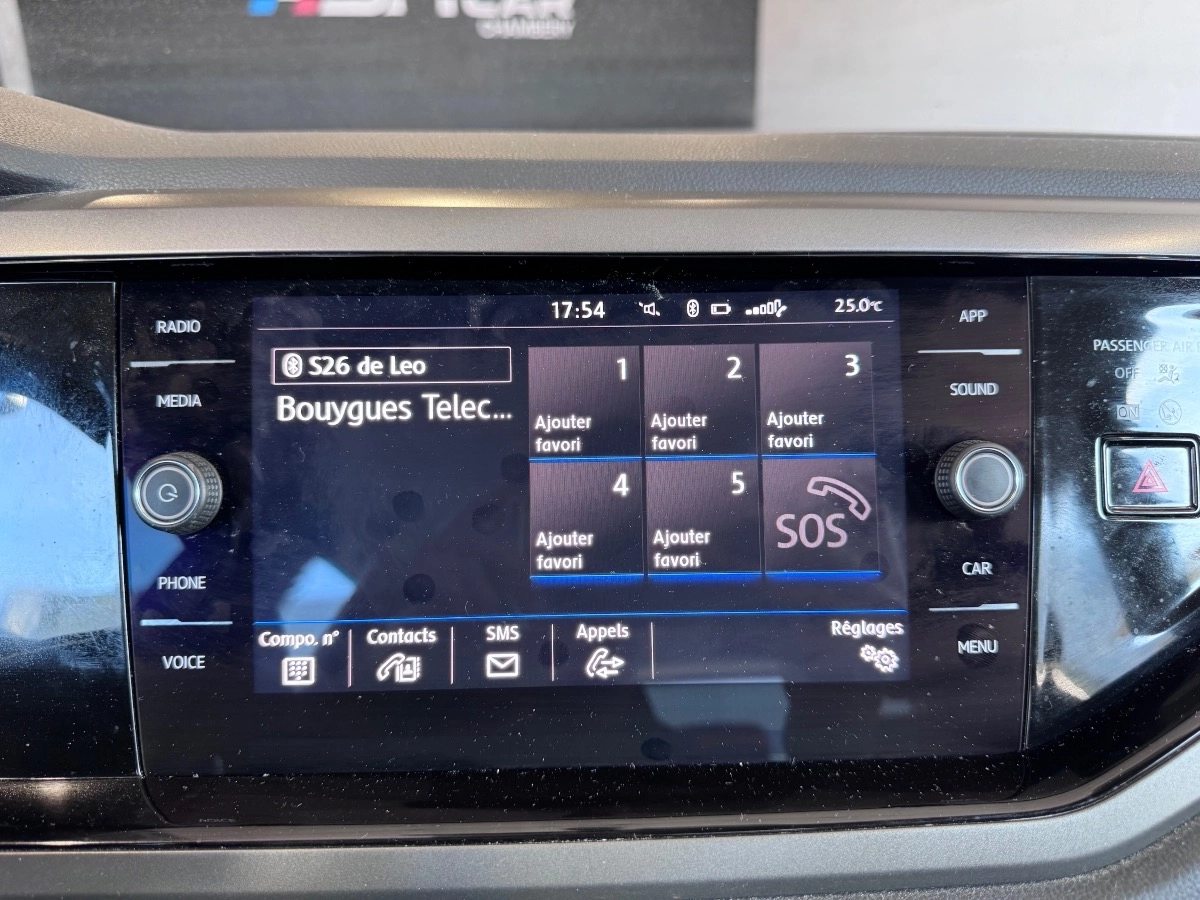 CAR
CHAMBERY
17:54
25.0°C
RADIO
MEDIA
PHONE
VOICE
S26 de Leo
Bouygues Telec...
1
Ajouter
favori
2
Ajouter
favori
3
Ajouter
favori
4
Ajouter
favori
5
Ajouter
favori
SOS
Compo. n°
Contacts
SMS
Appels
Réglages
APP
SOUND
CAR
MENU
PASSENGER AIR
OFF
ON